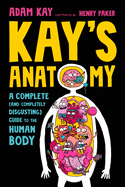 ADAM KAY ILLUSTRATED BY HENRY PAKER
KAY'S
ANATOMY
A COMPLETE
(AND COMPLETELY
DISGUSTING)
GUIDE TO THE
HUMAN
BODY